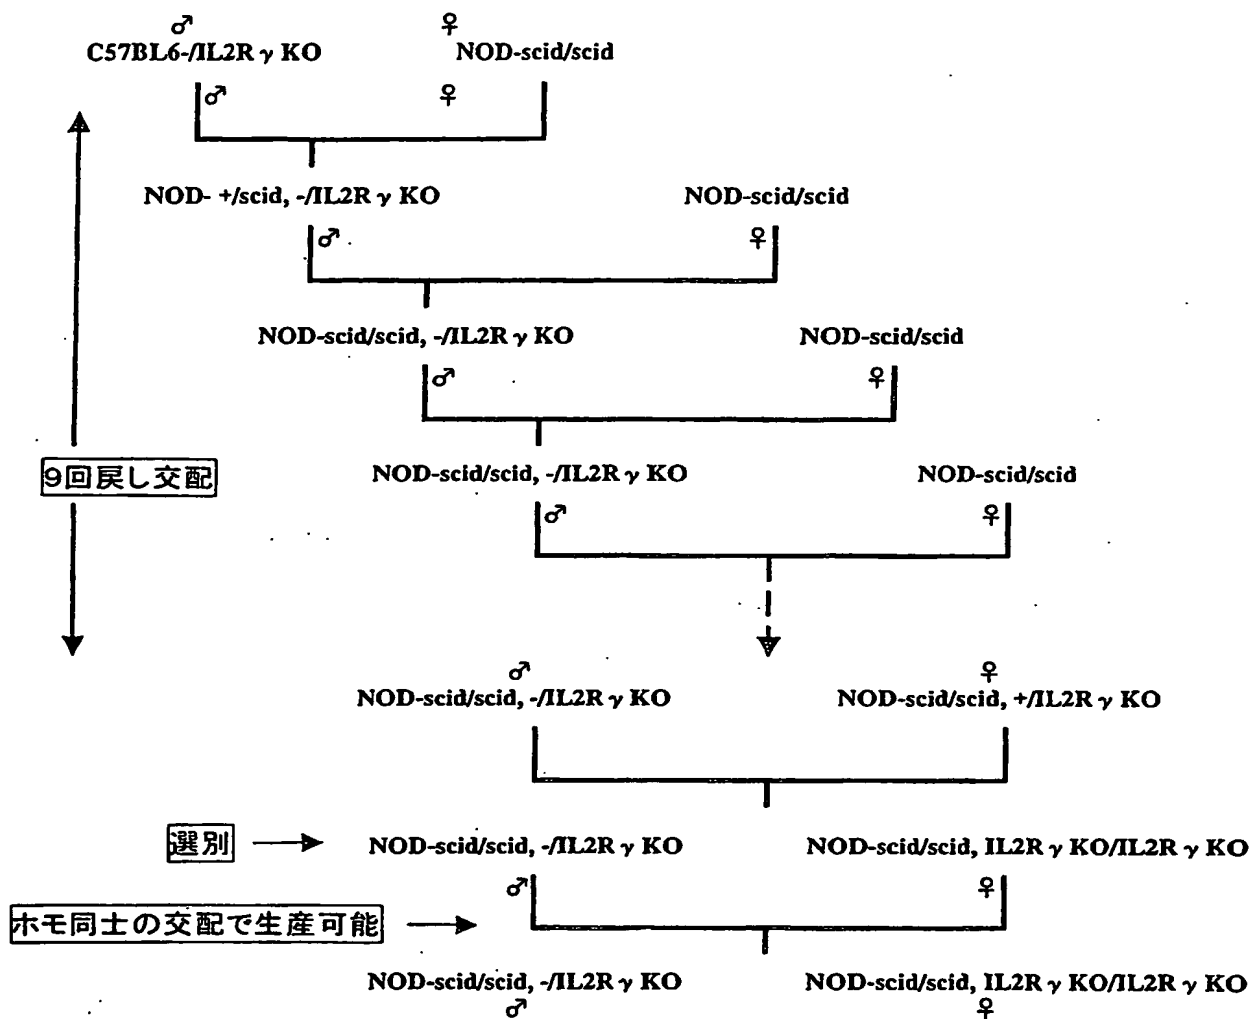 ♂ ♀
C57BL6-/IL2R γ KO NOD-scid/scid
♂ ♀
NOD- +/scid, -/IL2R γ KO NOD-scid/scid
♂ ♀
NOD-scid/scid, -/IL2R γ KO NOD-scid/scid
♂ ♀
9回戻し交配 NOD-scid/scid, -/IL2R γ KO NOD-scid/scid
♂ ♀
♂ ♀
NOD-scid/scid, -/IL2R γ KO NOD-scid/scid, +/IL2R γ KO
選別 NOD-scid/scid, -/IL2R γ KO NOD-scid/scid, IL2R γ KO/IL2R γ KO
♂ ♀
ホモ同士の交配で生産可能
NOD-scid/scid, -/IL2R γ KO NOD-scid/scid, IL2R γ KO/IL2R γ KO
♂ ♀